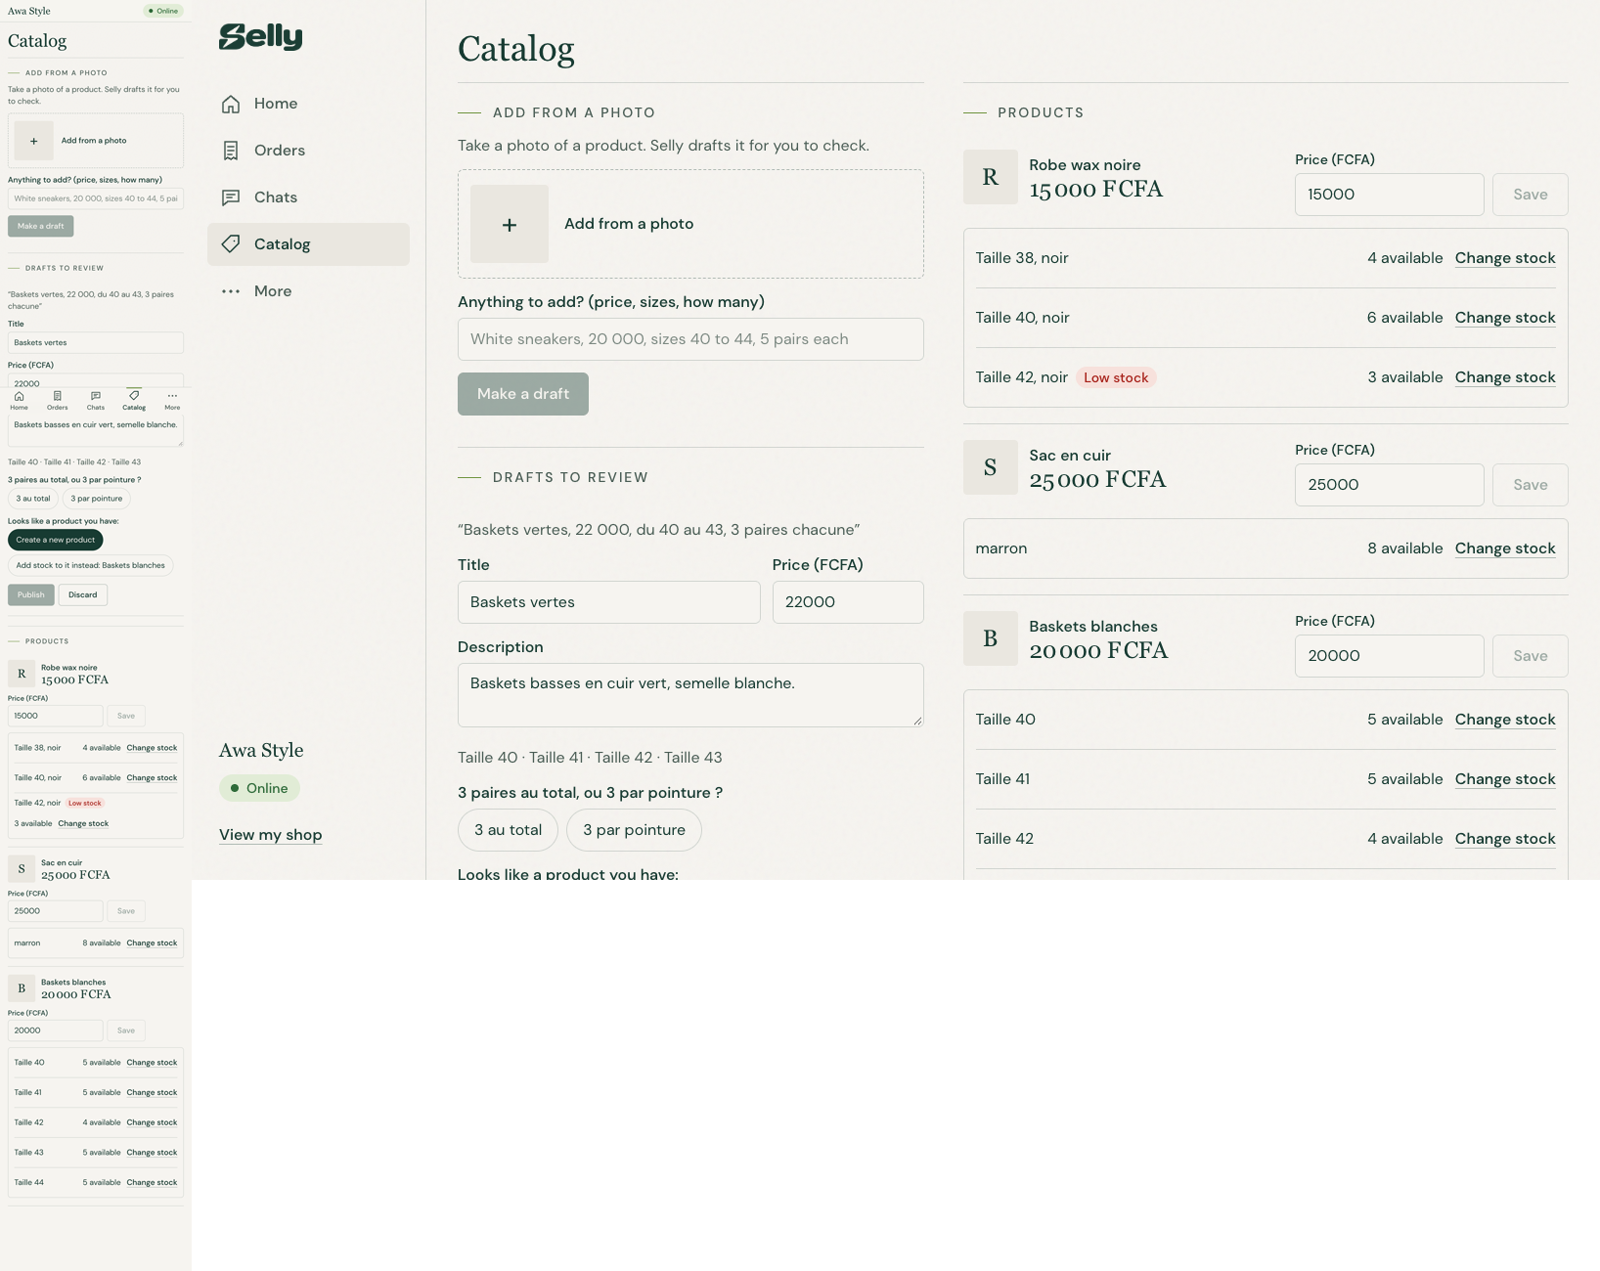 Awa Style
Online
Catalog
ADD FROM A PHOTO
Take a photo of a product. Selly drafts it for you
to check.
+
Add from a photo
Anything to add? (price, sizes, how many)
White sneakers, 20 000, sizes 40 to 44, 5 pai
Make a draft
DRAFTS TO REVIEW
“Baskets vertes, 22 000, du 40 au 43, 3 paires
chacune”
Title
Baskets vertes
Price (FCFA)
22000
Home Orders Chats Catalog More
Baskets basses en cuir vert, semelle blanche.
Taille 40 · Taille 41 · Taille 42 · Taille 43
3 paires au total, ou 3 par pointure ?
3 au total 3 par pointure
Looks like a product you have:
Create a new product
Add stock to it instead: Baskets blanches
Publish Discard
PRODUCTS
R
Robe wax noire
15 000 FCFA
Price (FCFA)
15000 Save
Taille 38, noir 4 available Change stock
Taille 40, noir 6 available Change stock
Taille 42, noir Low stock
3 available Change stock
S
Sac en cuir
25 000 FCFA
Price (FCFA)
25000 Save
marron 8 available Change stock
B
Baskets blanches
20 000 FCFA
Price (FCFA)
20000 Save
Taille 40 5 available Change stock
Taille 41 5 available Change stock
Taille 42 4 available Change stock
Taille 43 5 available Change stock
Taille 44 5 available Change stock
Selly
Home
Orders
Chats
Catalog
More
Awa Style
Online
View my shop
Catalog
ADD FROM A PHOTO
Take a photo of a product. Selly drafts it for you to check.
+
Add from a photo
Anything to add? (price, sizes, how many)
White sneakers, 20 000, sizes 40 to 44, 5 pairs each
Make a draft
DRAFTS TO REVIEW
“Baskets vertes, 22 000, du 40 au 43, 3 paires chacune”
Title Price (FCFA)
Baskets vertes 22000
Description
Baskets basses en cuir vert, semelle blanche.
Taille 40 · Taille 41 · Taille 42 · Taille 43
3 paires au total, ou 3 par pointure ?
3 au total 3 par pointure
Looks like a product you have:
PRODUCTS
R
Robe wax noire
15 000 FCFA
Price (FCFA)
15000 Save
Taille 38, noir 4 available Change stock
Taille 40, noir 6 available Change stock
Taille 42, noir Low stock 3 available Change stock
S
Sac en cuir
25 000 FCFA
Price (FCFA)
25000 Save
marron 8 available Change stock
B
Baskets blanches
20 000 FCFA
Price (FCFA)
20000 Save
Taille 40 5 available Change stock
Taille 41 5 available Change stock
Taille 42 4 available Change stock